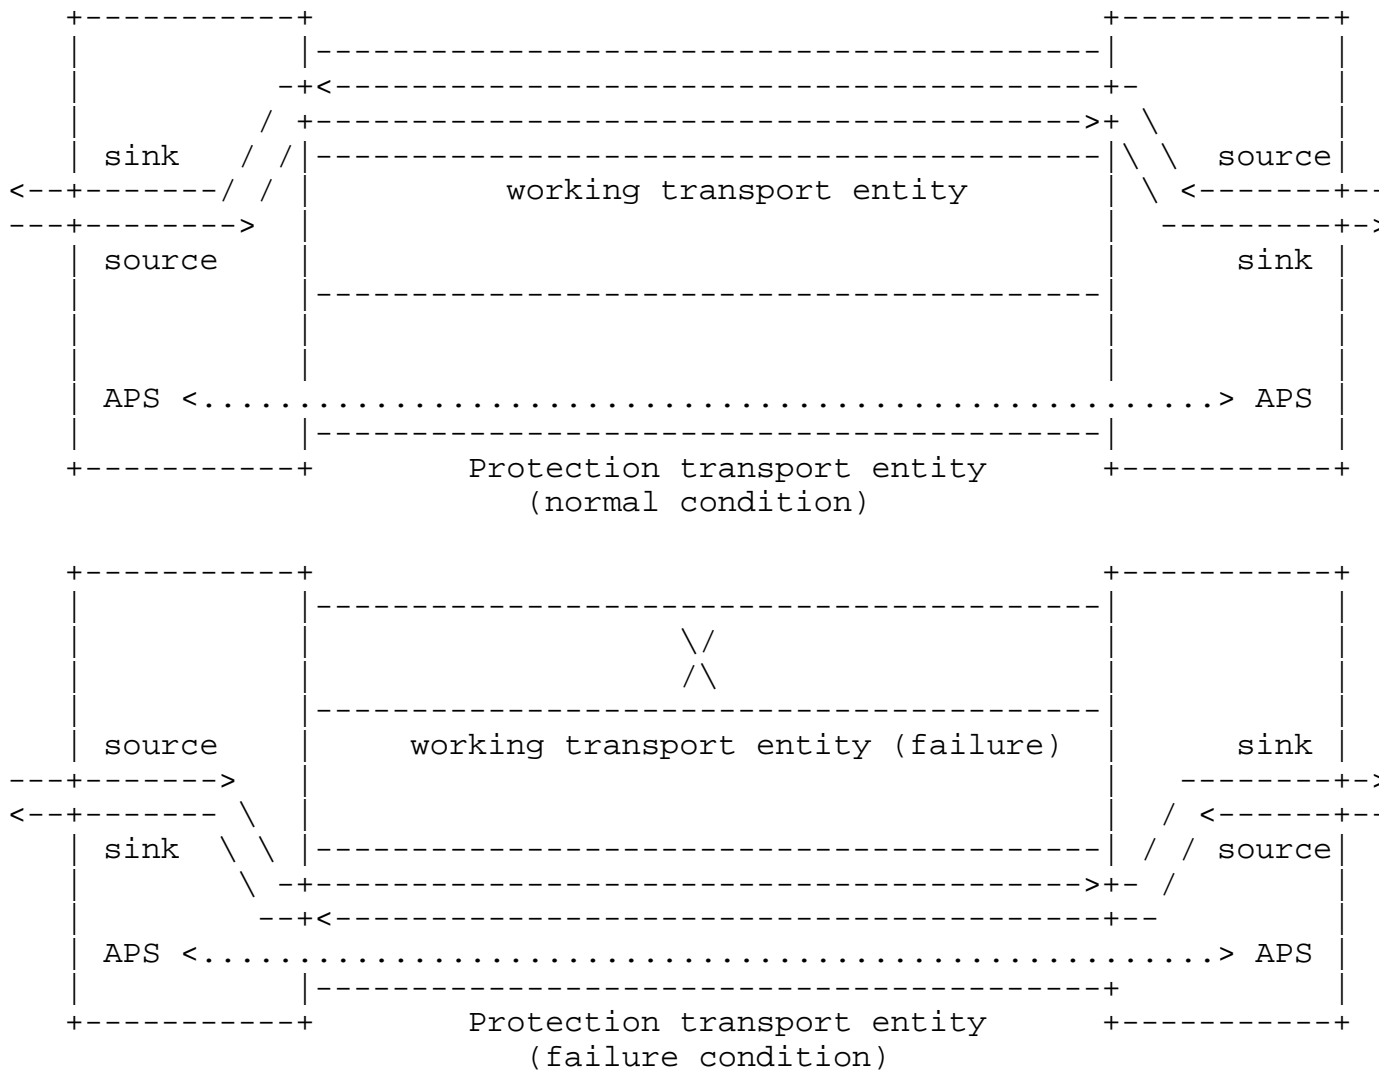 sink source
working transport entity
source sink
APS APS
Protection transport entity
(normal condition)
source working transport entity (failure) sink
sink source
APS APS
Protection transport entity
(failure condition)